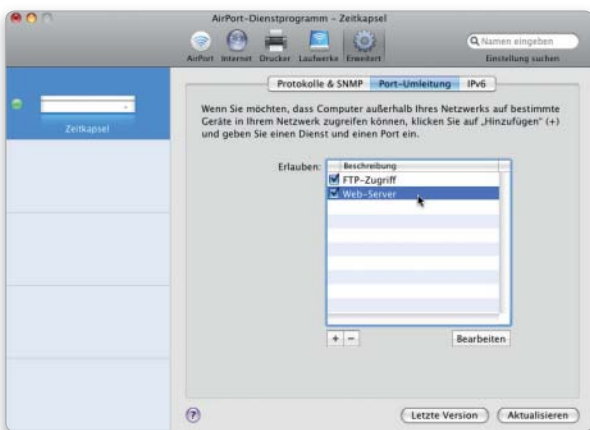 AirPort-Dienstprogramm – Zeitkapsel
AirPort Internet Drucker Laufwerke Erweitert
Namen eingeben
Einstellung suchen
Zeitkapsel
Protokolle & SNMP Port-Umleitung IPv6
Wenn Sie möchten, dass Computer außerhalb Ihres Netzwerks auf bestimmte
Geräte in Ihrem Netzwerk zugreifen können, klicken Sie auf „Hinzufügen“ (+)
und geben Sie einen Dienst und einen Port ein.
Erlauben:
Beschreibung
FTP-Zugriff
Web-Server
+ −
Bearbeiten
?
Letzte Version Aktualisieren